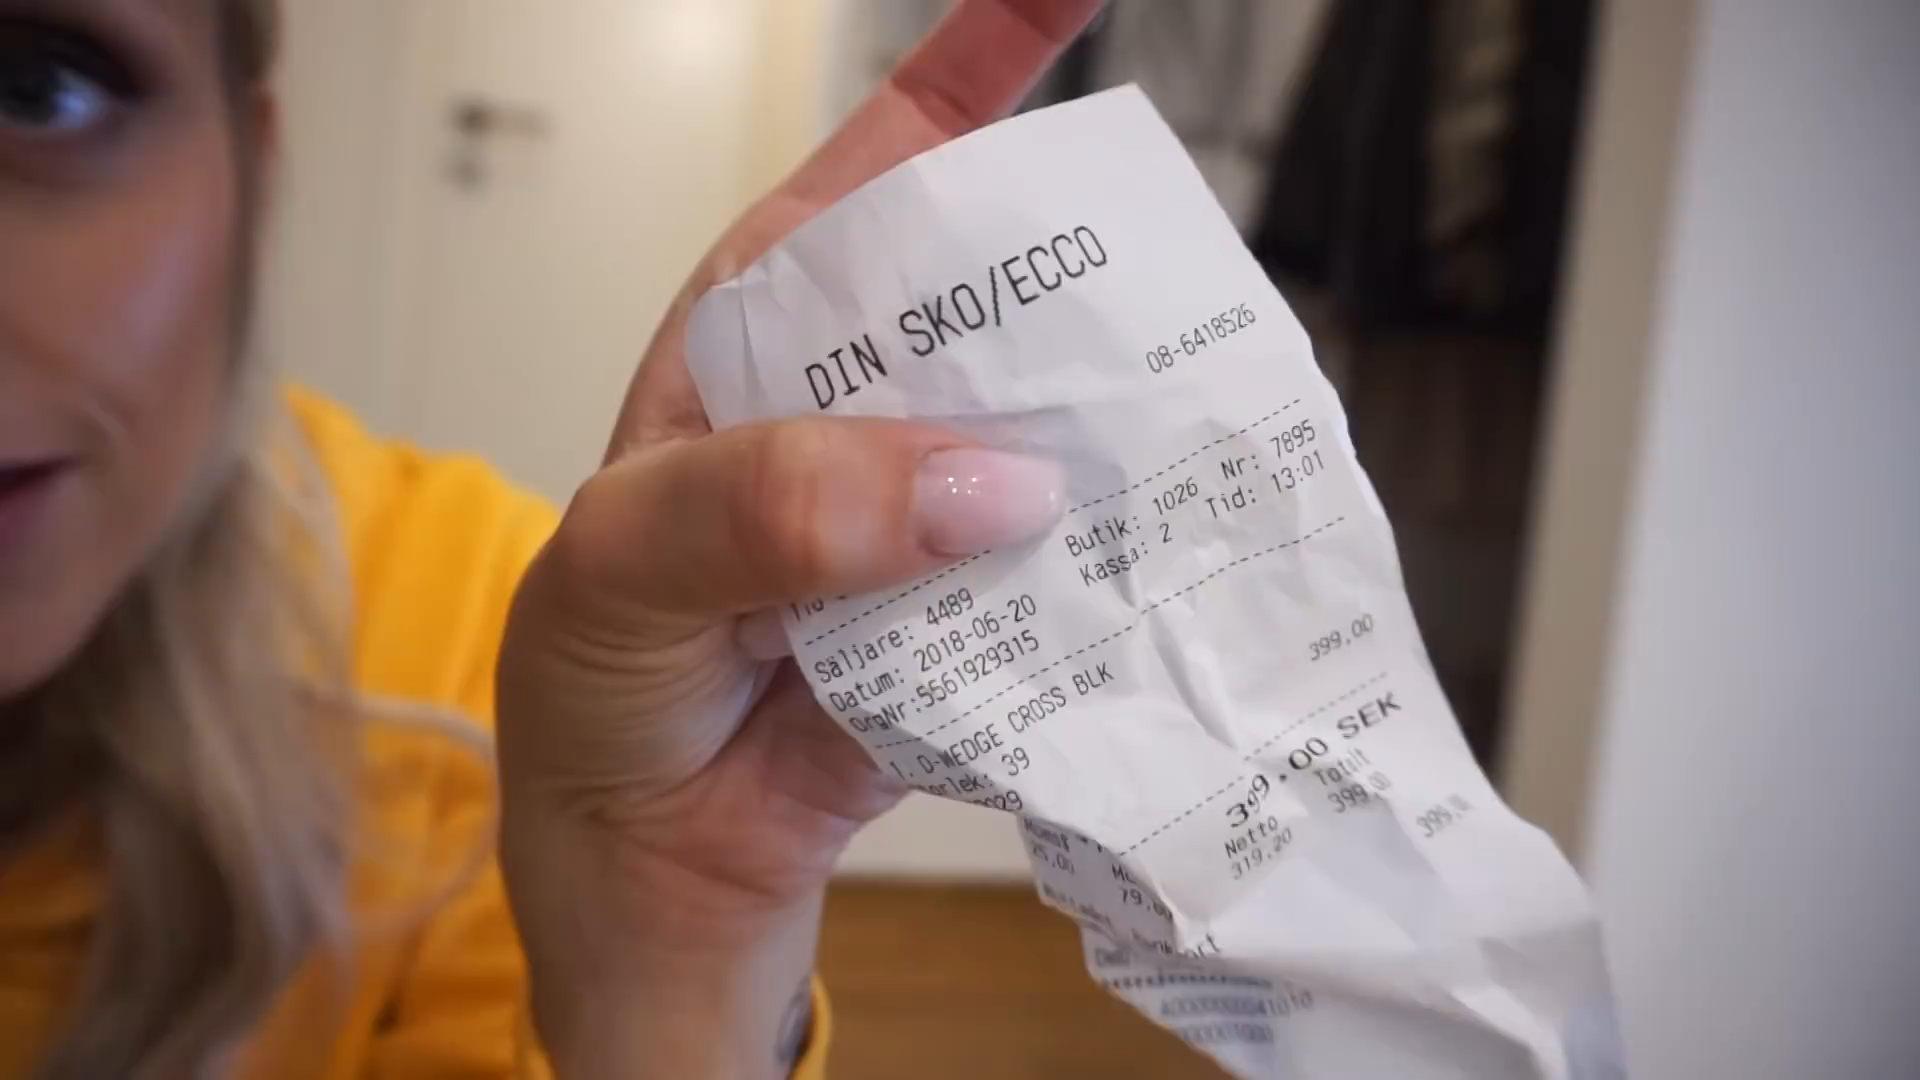 DIN SKO/ECCO
08-6418526
Säljare: 4489 Butik: 1026 Nr: 7895
Datum: 2018-06-20 Kassa: 2 Tid: 13:01
OrgNr:5561929315
1. D-WEDGE CROSS BLK 399,00
39
399.00 SEK
Netto Totalt
25,00 319,20 399,00
399,00